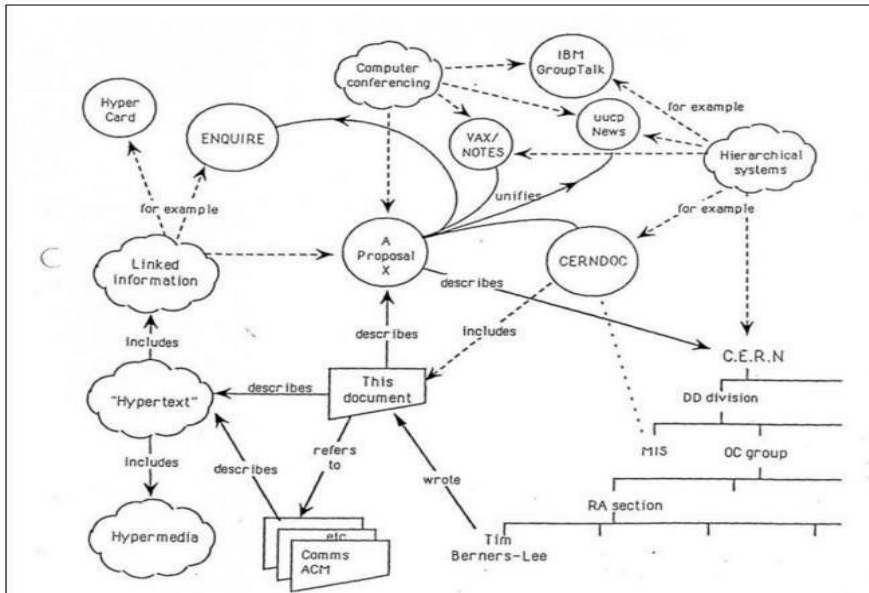 IBM
GroupTalk
Computer
conferencing
Hyper
Card
for example
uucp
News
ENQUIRE
VAX/
NOTES
Hierarchical
systems
unifies
for example
for example
A
Proposal
X
CERNDOC
Linked
information
describes
includes
describes
includes
C.E.R.N
This
document
DD division
describes
"Hypertext"
refers
to
MIS
OC group
includes
describes
wrote
RA section
Hypermedia
etc
Comms
ACM
Tim
Berners-Lee